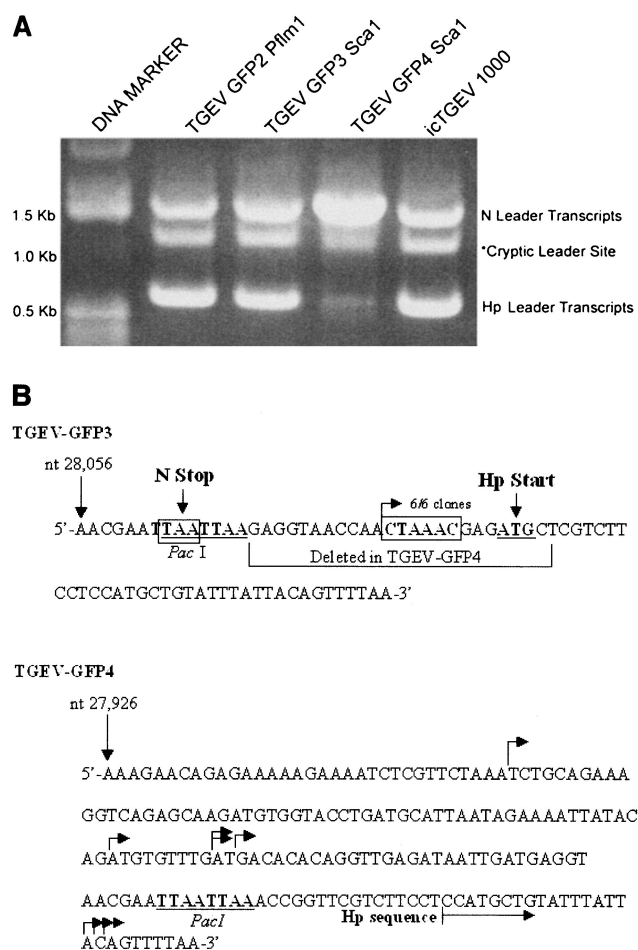 A
DNA MARKER
TGEV GFP2 Pflm1
TGEV GFP3 Sca1
TGEV GFP4 Sca1
icTGEV 1000
1.5 Kb
N Leader Transcripts
1.0 Kb
*Cryptic Leader Site
0.5 Kb
Hp Leader Transcripts
B
TGEV-GFP3
nt 28,056
N Stop
6/6 clones
Hp Start
5'-AACGAATTAATTAAGAGGTAACCAACTAAACGAGATGCTCGTCTT
Pac I
Deleted in TGEV-GFP4
CCTCCATGCTGTATTTATTACAGTTTTAA-3'
TGEV-GFP4
nt 27,926
5'-AAAGAACAGAGAAAAAGAAAATCTCGTTCTAAATCTGCAGAAA
GGTCAGAGCAAGATGTGGTACCTGATGCATTAATAGAAAATTATAC
AGATGTGTTTGATGACACACAGGTTGAGATAATTGATGAGGT
AACGAATTAATTAAACCGGTTCGTCTTCCTCCATGCTGTATTTATT
PacI
Hp sequence
ACAGTTTTAA-3'